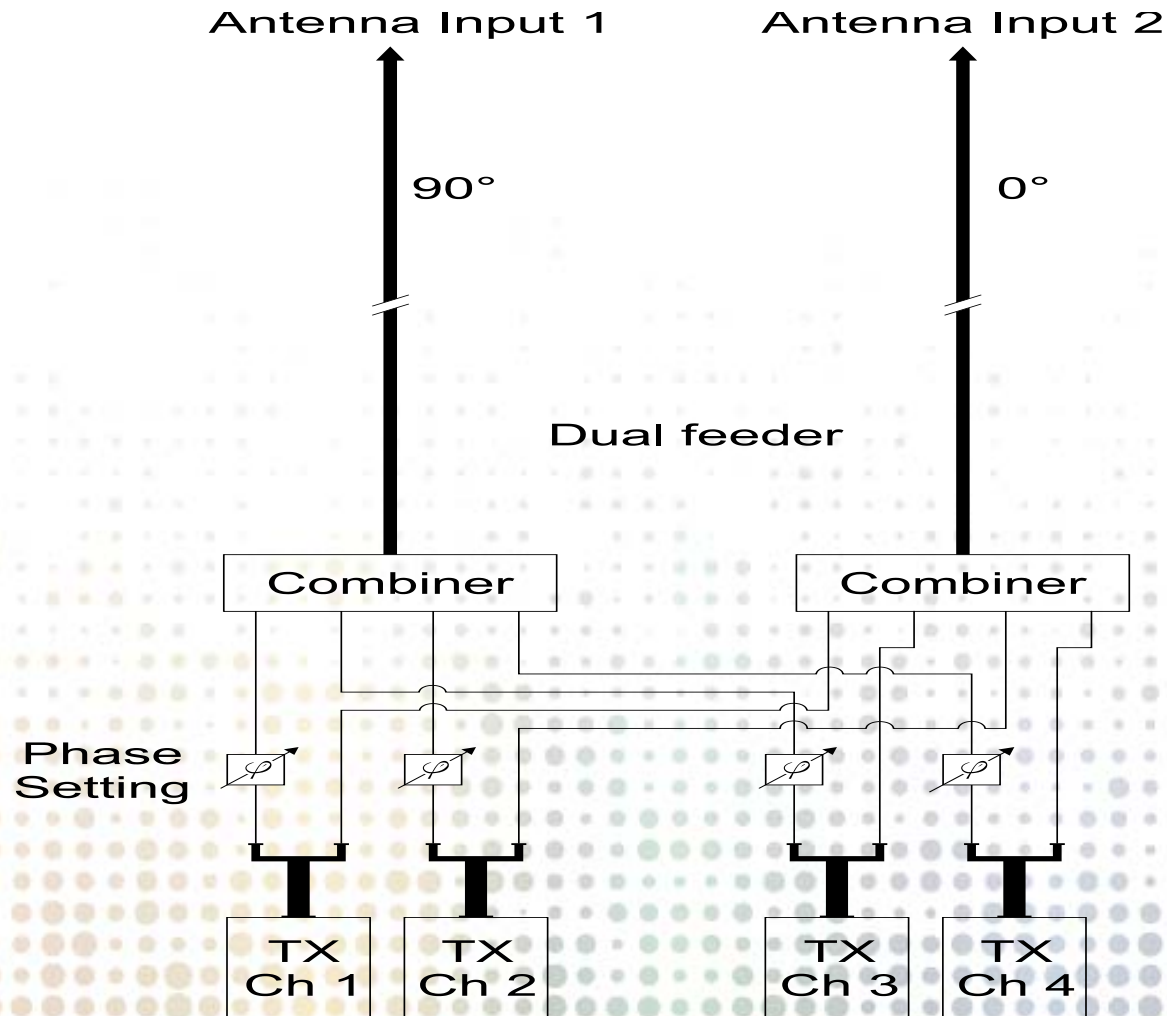 Antenna Input 1
Antenna Input 2
90°
0°
Dual feeder
Combiner
Combiner
Phase
Setting
φ
φ
φ
φ
TX
Ch 1
TX
Ch 2
TX
Ch 3
TX
Ch 4